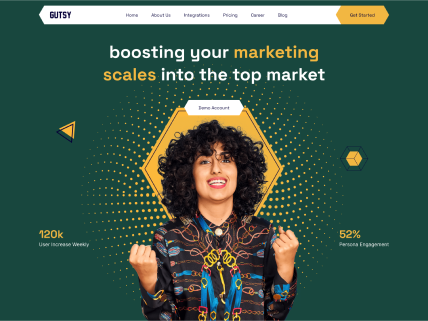 GUTSY
Home About Us Integrations Pricing Career Blog
Get Started
boosting your marketing
scales into the top market
Demo Account
120k
User Increase Weekly
52%
Persona Engagement